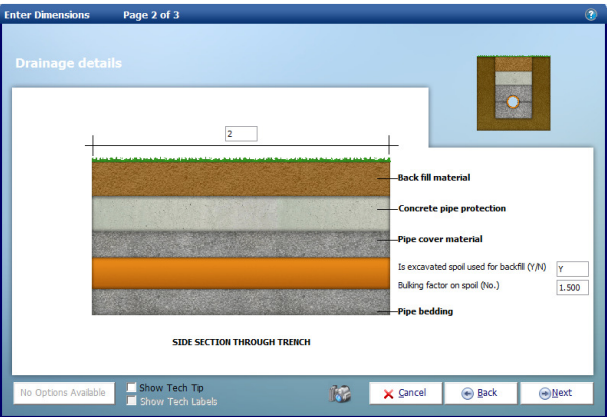 Enter Dimensions Page 2 of 3 ?
Drainage details
2
Back fill material
Concrete pipe protection
Pipe cover material
Is excavated spoil used for backfill (Y/N) Y
Bulking factor on spoil (No.) 1.500
Pipe bedding
SIDE SECTION THROUGH TRENCH
No Options Available
Show Tech Tip
Show Tech Labels
Cancel
Back
Next